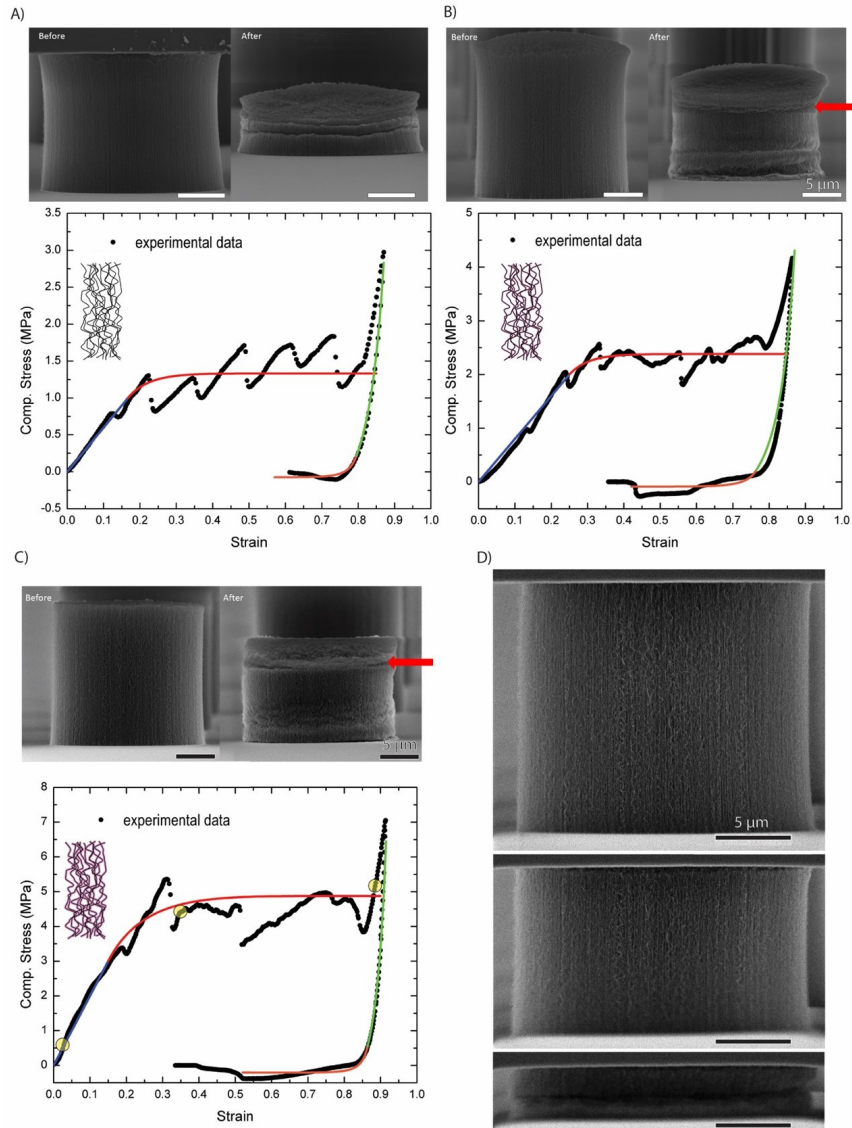 A)
Before
After
experimental data
Comp. Stress (MPa)
3.5
3.0
2.5
2.0
1.5
1.0
0.5
0.0
-0.5
0.0 0.1 0.2 0.3 0.4 0.5 0.6 0.7 0.8 0.9 1.0
Strain
B)
Before
After
5 µm
experimental data
Comp. Stress (MPa)
5
4
3
2
1
0
0.0 0.1 0.2 0.3 0.4 0.5 0.6 0.7 0.8 0.9 1.0
Strain
C)
Before
After
5 µm
experimental data
Comp. Stress (MPa)
8
7
6
5
4
3
2
1
0
0.0 0.1 0.2 0.3 0.4 0.5 0.6 0.7 0.8 0.9 1.0
Strain
D)
5 µm